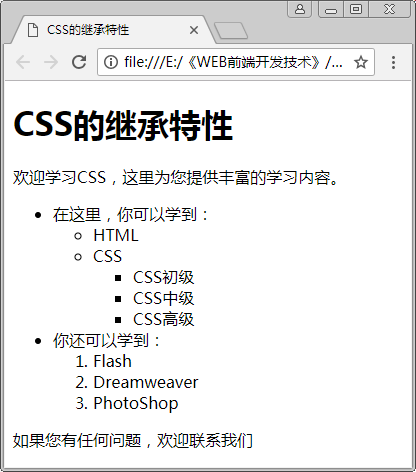 CSS的继承特性
file:///E:/《WEB前端开发技术》/...
CSS的继承特性
欢迎学习CSS，这里为您提供丰富的学习内容。
在这里，你可以学到：
HTML
CSS
CSS初级
CSS中级
CSS高级
你还可以学到：
1. Flash
2. Dreamweaver
3. PhotoShop
如果您有任何问题，欢迎联系我们